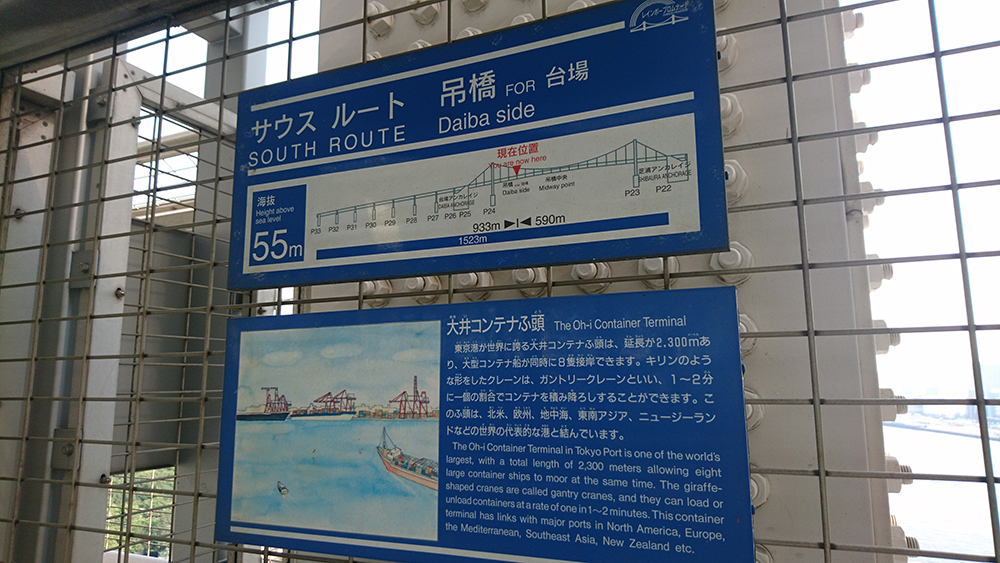 レインボープロムナード
サウス ルート 吊橋 FOR 台場
SOUTH ROUTE Daiba side
現在位置
You are now here
海抜
Height above
sea level
55m
台場アンカレイジ
DAIBA ANCHORAGE
吊橋 FOR 台場
Daiba side
吊橋中央
Midway point
芝浦アンカレイジ
SHIBAURA ANCHORAGE
P33 P32 P31 P30 P29 P28 P27 P26 P25 P24 P23 P22
933m 590m
1523m
大井コンテナふ頭 The Oh-i Container Terminal
東京港が世界に誇る大井コンテナふ頭は、延長が2,300mあ
り、大型コンテナ船が同時に8隻接岸できます。キリンのよう
な形をしたクレーンは、ガントリークレーンといい、1〜2分
に一個の割合でコンテナを積み降ろしすることができます。こ
のふ頭は、北米、欧州、地中海、東南アジア、ニュージーラン
ドなどの世界の代表的な港と結んでいます。
The Oh-i Container Terminal in Tokyo Port is one of the world's
largest, with a total length of 2,300 meters allowing eight
large container ships to moor at the same time. The giraffe-
shaped cranes are called gantry cranes, and they can load or
unload containers at a rate of one in 1〜2 minutes. This container
terminal has links with major ports in North America, Europe,
the Mediterranean, Southeast Asia, New Zealand etc.